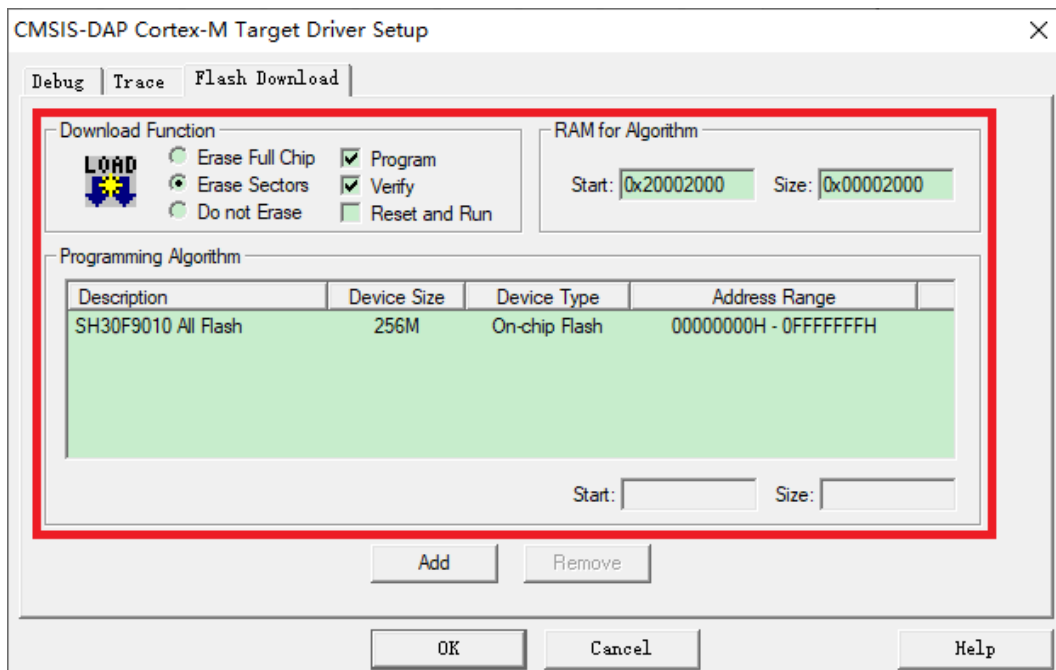 CMSIS-DAP Cortex-M Target Driver Setup
Debug Trace Flash Download
Download Function
LOAD
Erase Full Chip Program
Erase Sectors Verify
Do not Erase Reset and Run
RAM for Algorithm
Start: 0x20002000 Size: 0x00002000
Programming Algorithm
Description Device Size Device Type Address Range
SH30F9010 All Flash 256M On-chip Flash 00000000H - 0FFFFFFFH
Start: Size:
Add Remove
OK Cancel Help